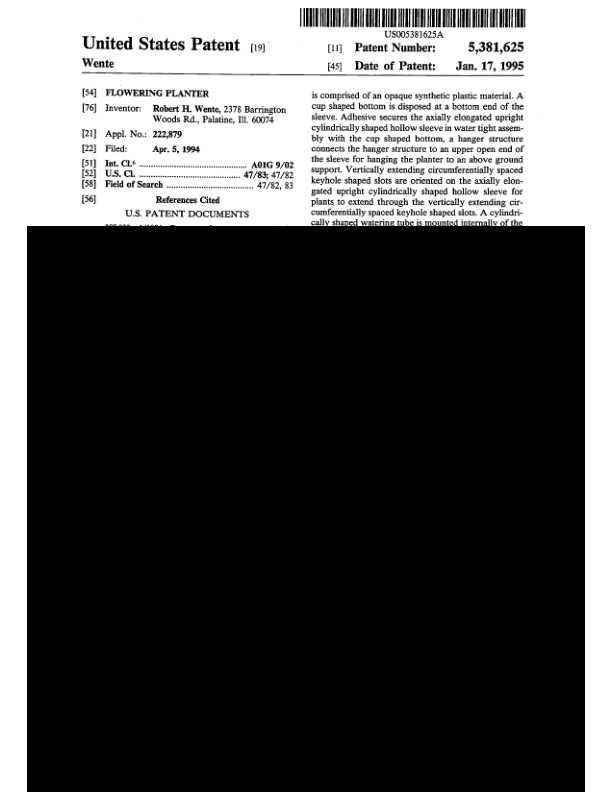 US005381625A
United States Patent [19]
Wente
[11] Patent Number: 5,381,625
[45] Date of Patent: Jan. 17, 1995
[54] FLOWERING PLANTER
[76] Inventor: Robert H. Wente, 2378 Barrington
Woods Rd., Palatine, Ill. 60074
[21] Appl. No.: 222,879
[22] Filed: Apr. 5, 1994
[51] Int. Cl.⁶ ................................... A01G 9/02
[52] U.S. Cl. ................................... 47/83; 47/82
[58] Field of Search ............................ 47/82, 83
[56] References Cited
U.S. PATENT DOCUMENTS
is comprised of an opaque synthetic plastic material. A
cup shaped bottom is disposed at a bottom end of the
sleeve. Adhesive secures the axially elongated upright
cylindrically shaped hollow sleeve in water tight assem-
bly with the cup shaped bottom, a hanger structure
connects the hanger structure to an upper open end of
the sleeve for hanging the planter to an above ground
support. Vertically extending circumferentially spaced
keyhole shaped slots are oriented on the axially elon-
gated upright cylindrically shaped hollow sleeve for
plants to extend through the vertically extending cir-
cumferentially spaced keyhole shaped slots. A cylindri-
cally shaped watering tube is mounted internally of the